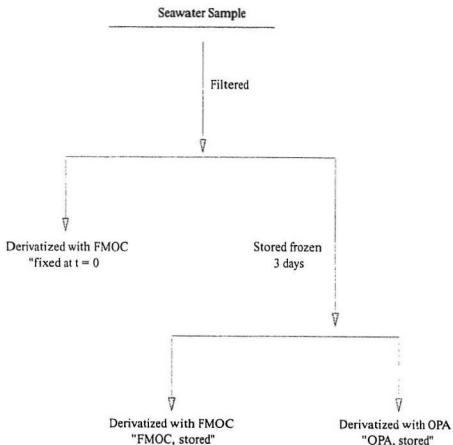 Seawater Sample
Filtered
Derivatized with FMOC
"fixed at t = 0
Stored frozen
3 days
Derivatized with FMOC
"FMOC, stored"
Derivatized with OPA
"OPA, stored"